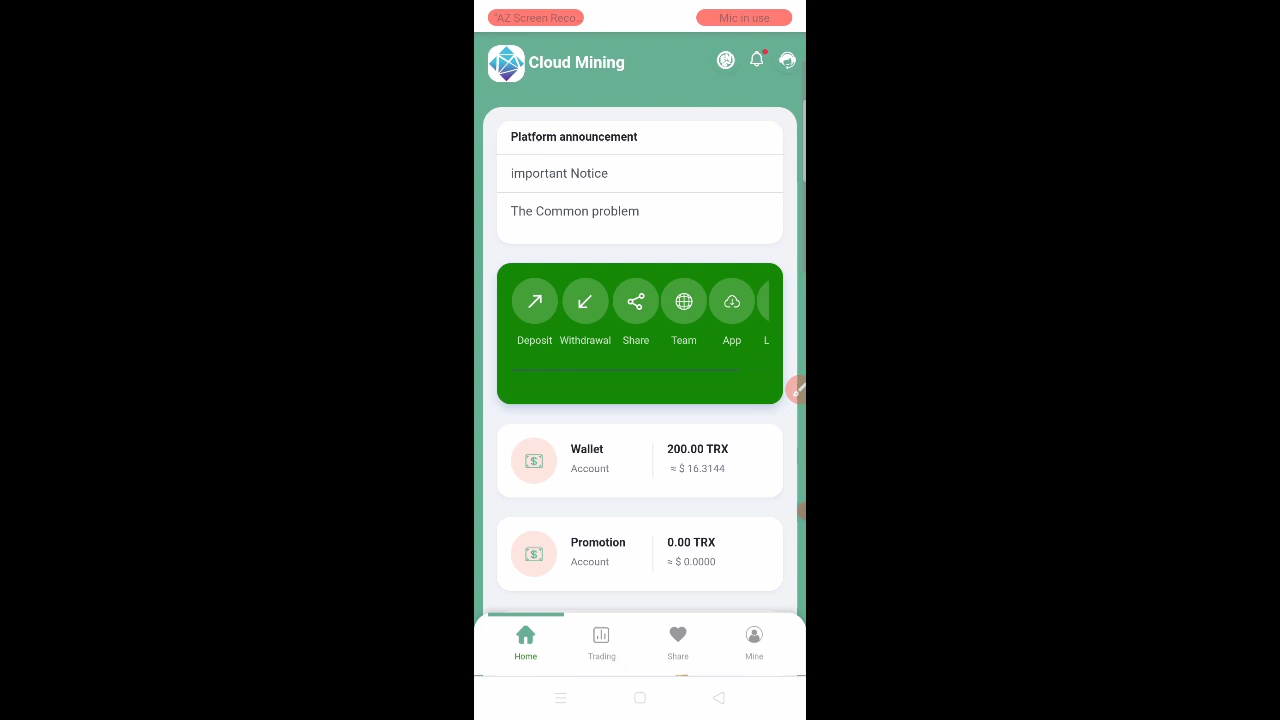 "AZ Screen Reco...
Mic in use
Cloud Mining
Platform announcement
important Notice
The Common problem
Deposit Withdrawal Share Team App L
Wallet 200.00 TRX
Account ≈ $ 16.3144
Promotion 0.00 TRX
Account ≈ $ 0.0000
Home Trading Share Mine